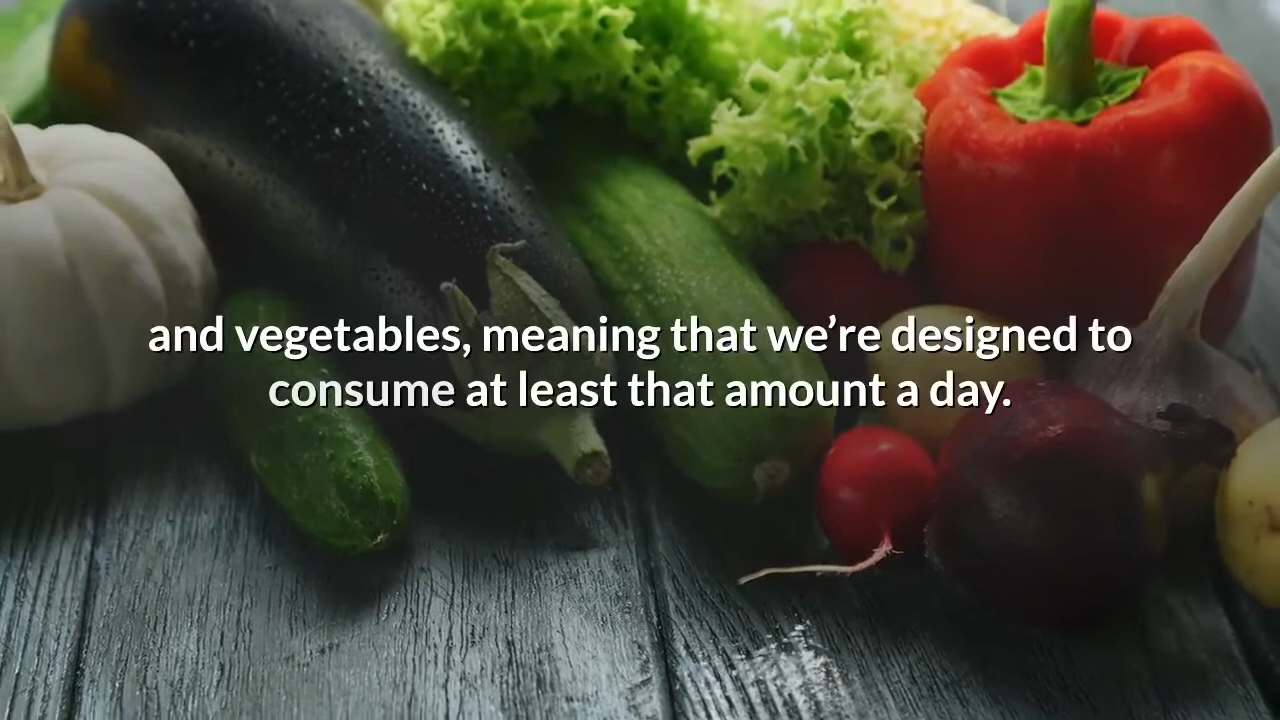 and vegetables, meaning that we’re designed to
consume at least that amount a day.